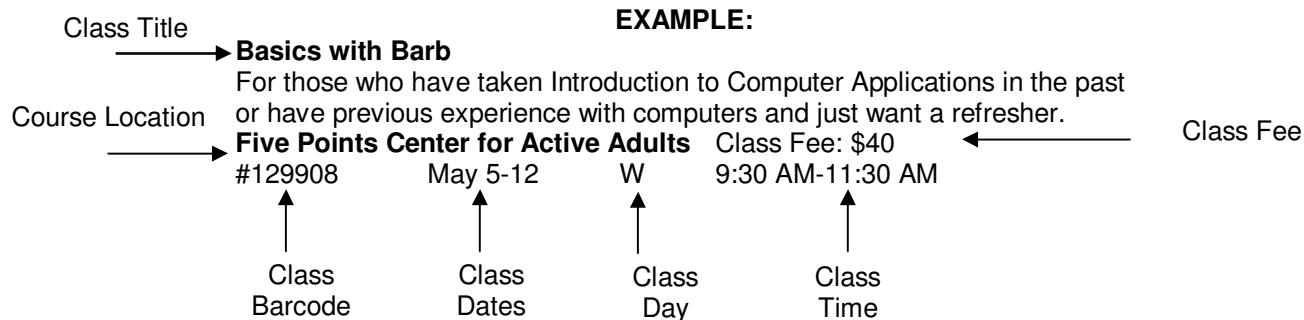 EXAMPLE:
Class Title
Basics with Barb
For those who have taken Introduction to Computer Applications in the past
or have previous experience with computers and just want a refresher.
Course Location
Five Points Center for Active Adults Class Fee: $40
Class Fee
#129908 May 5-12 W 9:30 AM-11:30 AM
Class
Barcode
Class
Dates
Class
Day
Class
Time